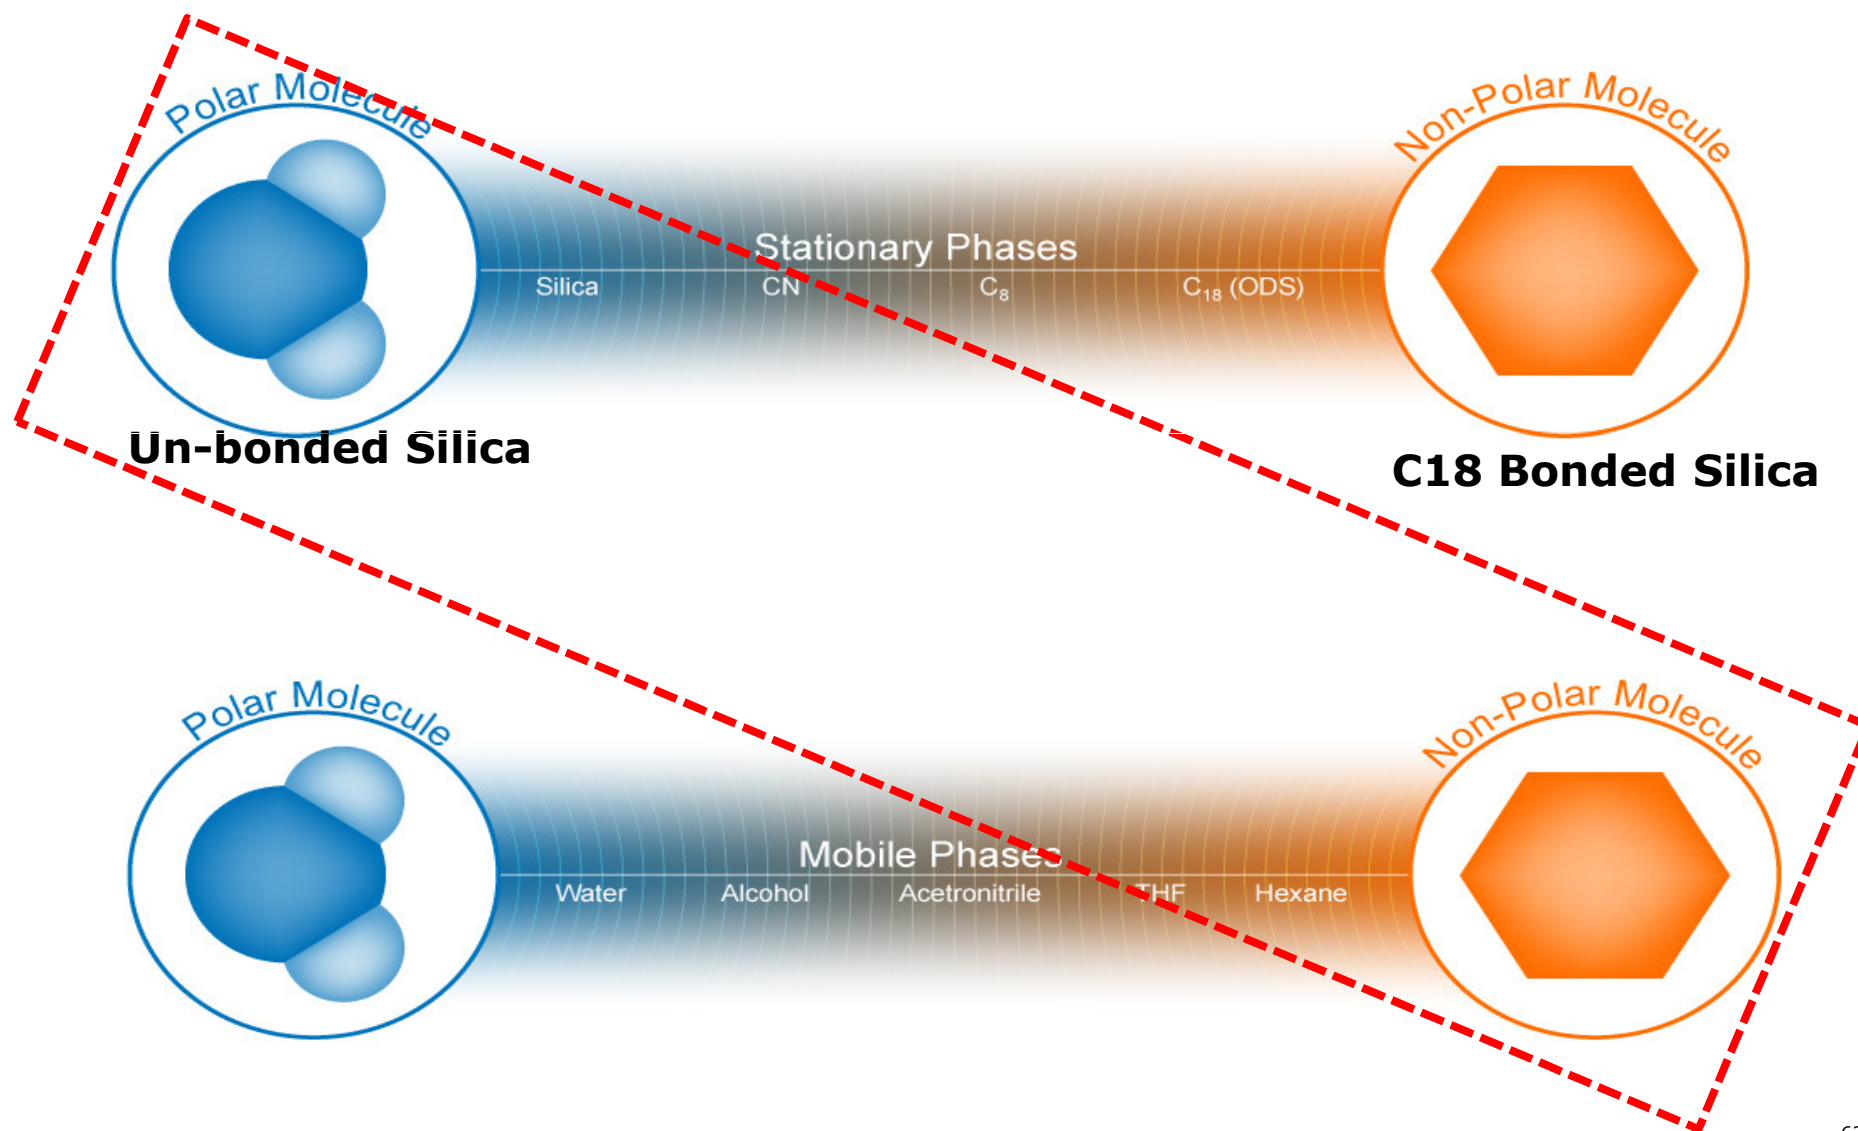 Polar Molecule
Non-Polar Molecule
Stationary Phases
Silica CN C₈ C₁₈ (ODS)
Un-bonded Silica
C18 Bonded Silica
Polar Molecule
Non-Polar Molecule
Mobile Phases
Water Alcohol Acetronitrile THF Hexane